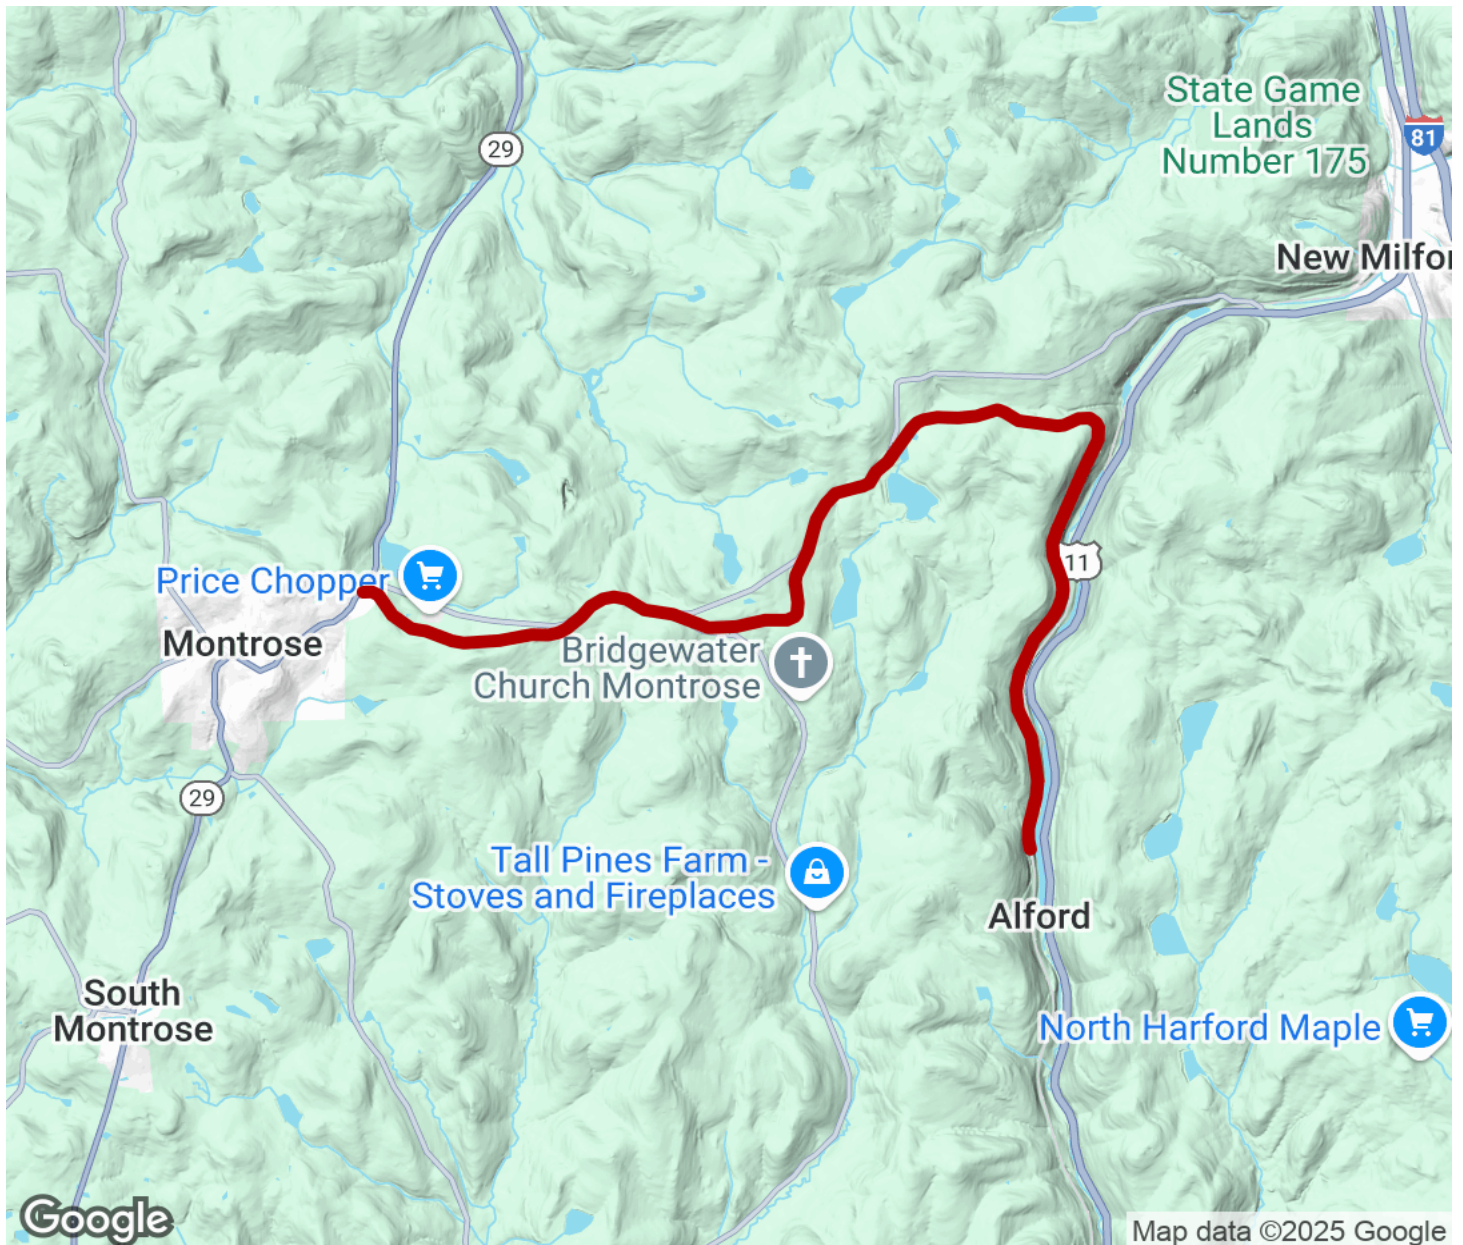 State Game
Lands
Number 175
81
29
New Milfor
Price Chopper
11
Montrose
Bridgewater
Church Montrose
29
Tall Pines Farm -
Stoves and Fireplaces
Alford
South
Montrose
North Harford Maple
Google
Map data ©2025 Google